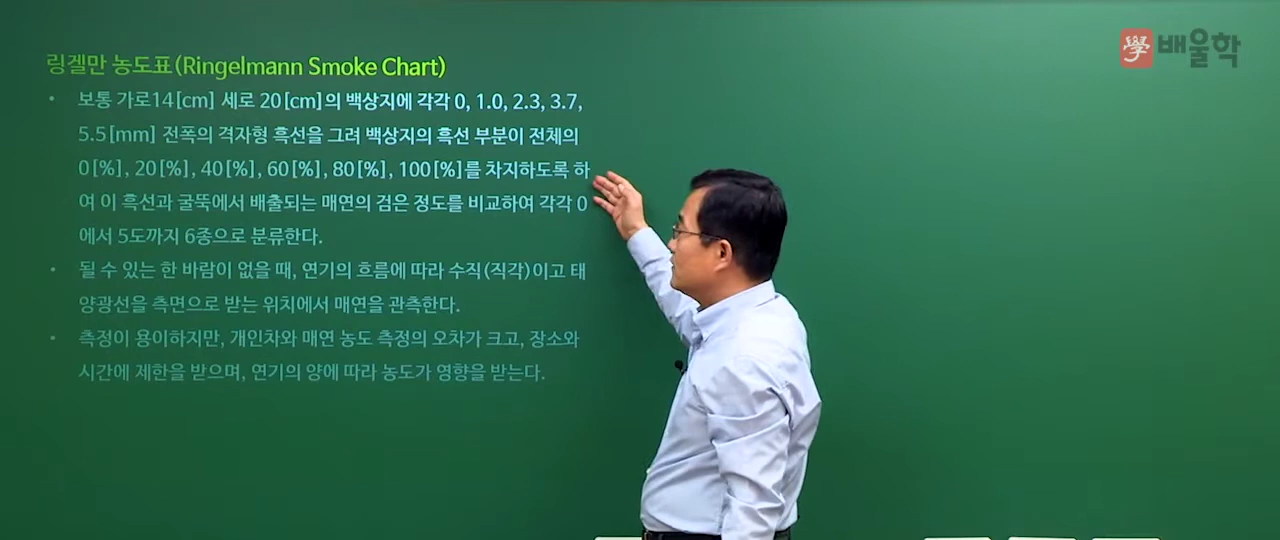 學 배울학
링겔만 농도표(Ringelmann Smoke Chart)
• 보통 가로14[cm] 세로 20[cm]의 백상지에 각각 0, 1.0, 2.3, 3.7,
5.5[mm] 전폭의 격자형 흑선을 그려 백상지의 흑선 부분이 전체의
0[%], 20[%], 40[%], 60[%], 80[%], 100[%]를 차지하도록 하
여 이 흑선과 굴뚝에서 배출되는 매연의 검은 정도를 비교하여 각각 0
에서 5도까지 6종으로 분류한다.
• 될 수 있는 한 바람이 없을 때, 연기의 흐름에 따라 수직(직각)이고 태
양광선을 측면으로 받는 위치에서 매연을 관측한다.
• 측정이 용이하지만, 개인차와 매연 농도 측정의 오차가 크고, 장소와
시간에 제한을 받으며, 연기의 양에 따라 농도가 영향을 받는다.